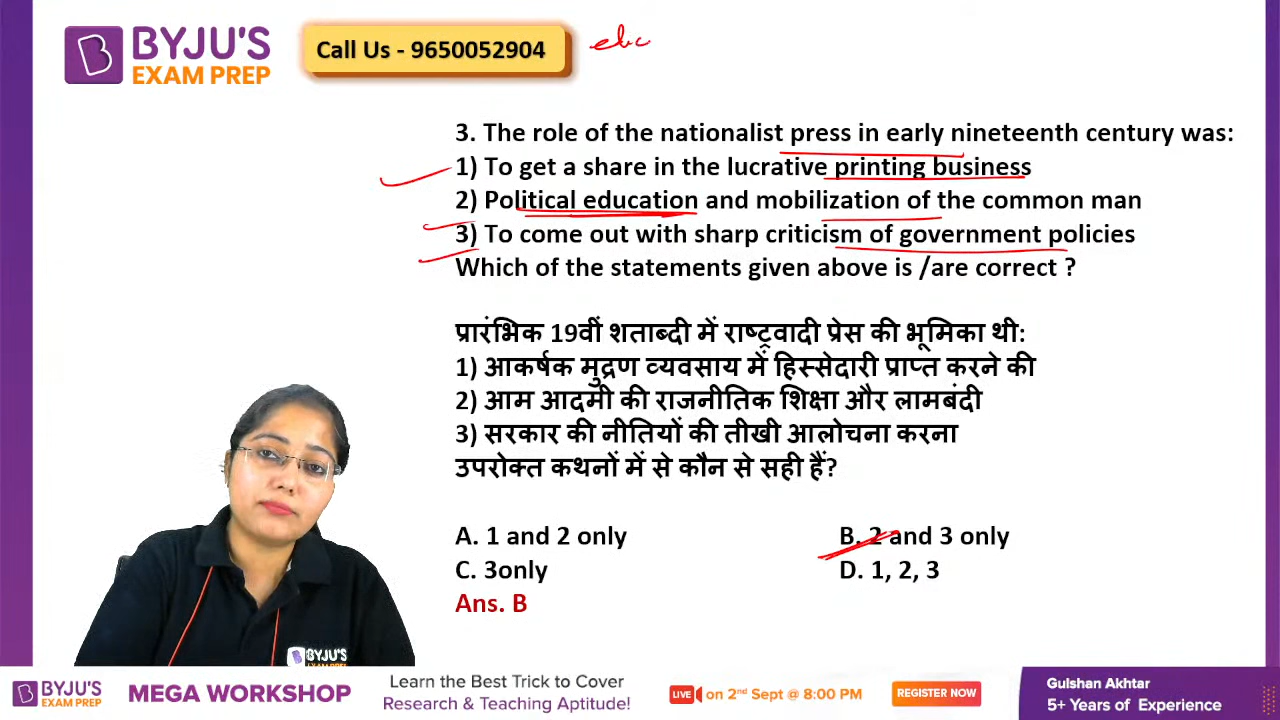 BYJU'S
EXAM PREP
Call Us - 9650052904
3. The role of the nationalist press in early nineteenth century was:
1) To get a share in the lucrative printing business
2) Political education and mobilization of the common man
3) To come out with sharp criticism of government policies
Which of the statements given above is /are correct ?
प्रारंभिक 19वीं शताब्दी में राष्ट्रवादी प्रेस की भूमिका थी:
1) आकर्षक मुद्रण व्यवसाय में हिस्सेदारी प्राप्त करने की
2) आम आदमी की राजनीतिक शिक्षा और लामबंदी
3) सरकार की नीतियों की तीखी आलोचना करना
उपरोक्त कथनों में से कौन से सही हैं?
A. 1 and 2 only
B. 2 and 3 only
C. 3only
D. 1, 2, 3
Ans. B
BYJU'S
EXAM PREP
BYJU'S
EXAM PREP
MEGA WORKSHOP
Learn the Best Trick to Cover
Research & Teaching Aptitude!
LIVE on 2nd Sept @ 8:00 PM
REGISTER NOW
Gulshan Akhtar
5+ Years of Experience